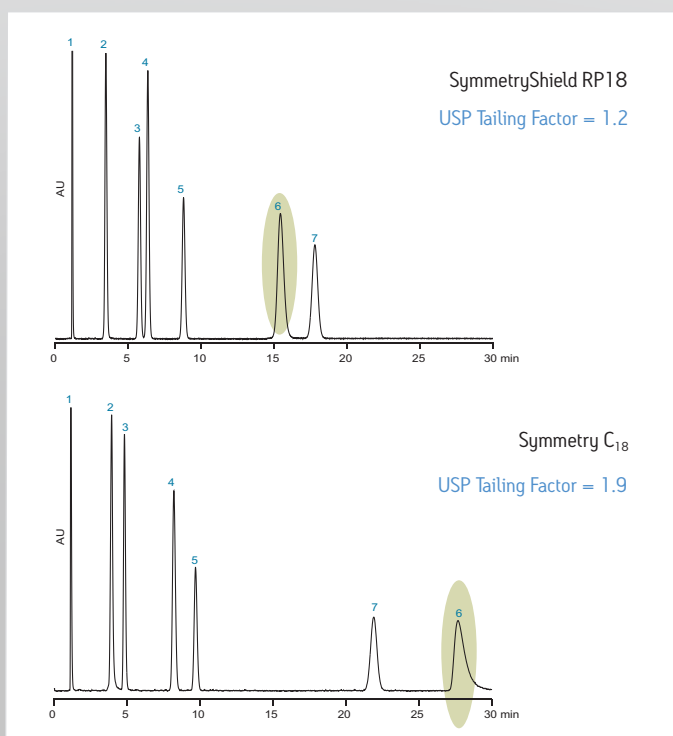 1
2
4
SymmetryShield RP18
USP Tailing Factor = 1.2
3
AU
5
6
7
0 5 10 15 20 25 30 min
1
2
3
Symmetry C18
4
USP Tailing Factor = 1.9
AU
5
7
6
0 5 10 15 20 25 30 min